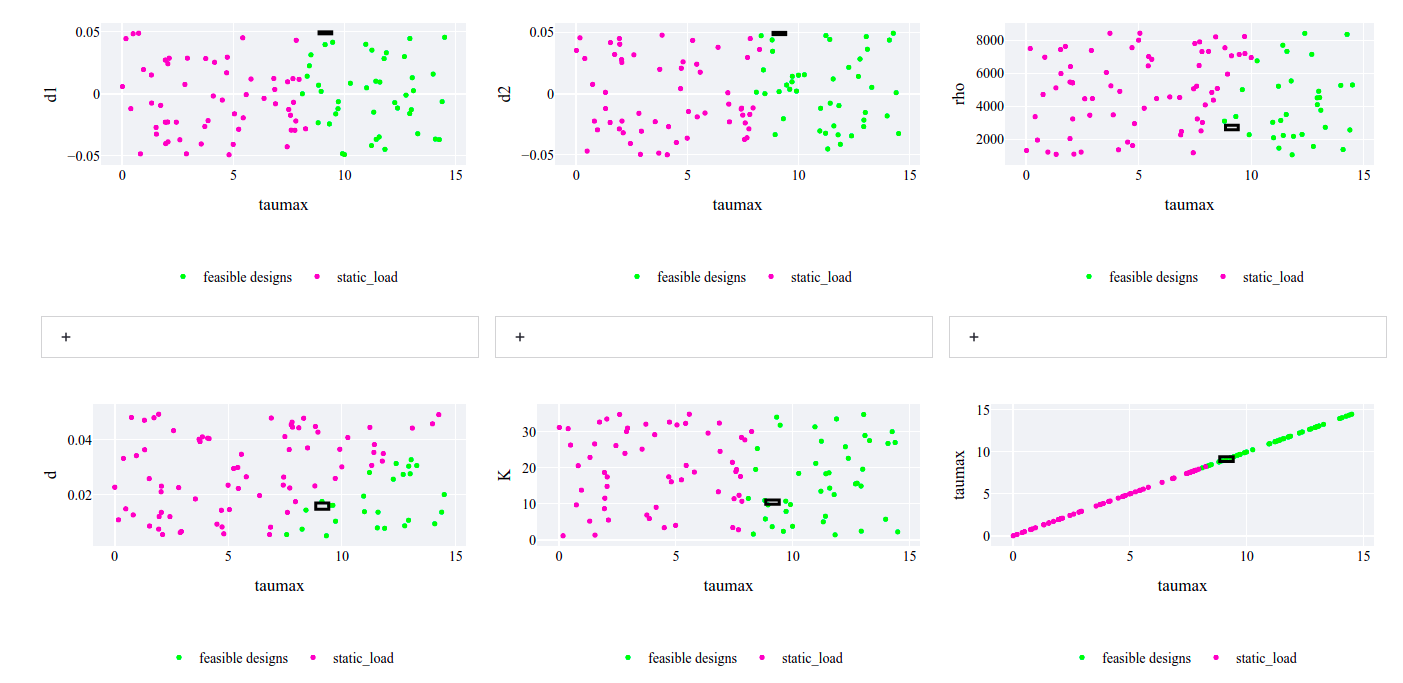 0.05
0
−0.05
d1
0 5 10 15
taumax
feasible designs static_load
0.05
0
−0.05
d2
0 5 10 15
taumax
feasible designs static_load
8000
6000
4000
2000
rho
0 5 10 15
taumax
feasible designs static_load
+
+
+
0.04
0.02
d
0 5 10 15
taumax
feasible designs static_load
30
20
10
0
K
0 5 10 15
taumax
feasible designs static_load
15
10
5
0
taumax
0 5 10 15
taumax
feasible designs static_load